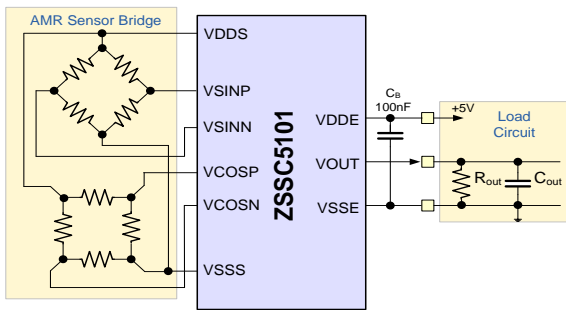 AMR Sensor Bridge
VDDS
VSINP
VSINN
VCOSP
VCOSN
VSSS
ZSSC5101
VDDE
VOUT
VSSE
CB
100nF
+5V
Load
Circuit
Rout
Cout